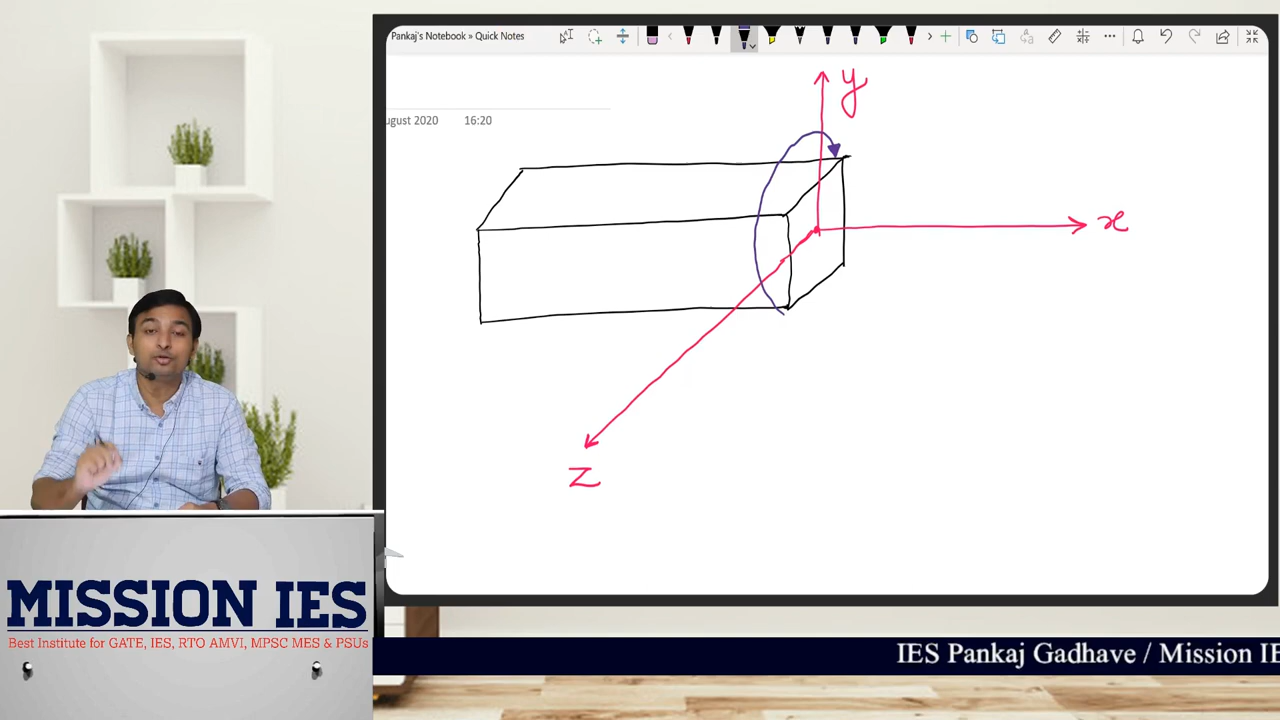 Pankaj's Notebook » Quick Notes
ugust 2020 16:20
y
x
z
MISSION IES
Best Institute for GATE, IES, RTO AMVI, MPSC MES & PSUs
IES Pankaj Gadhave / Mission IE